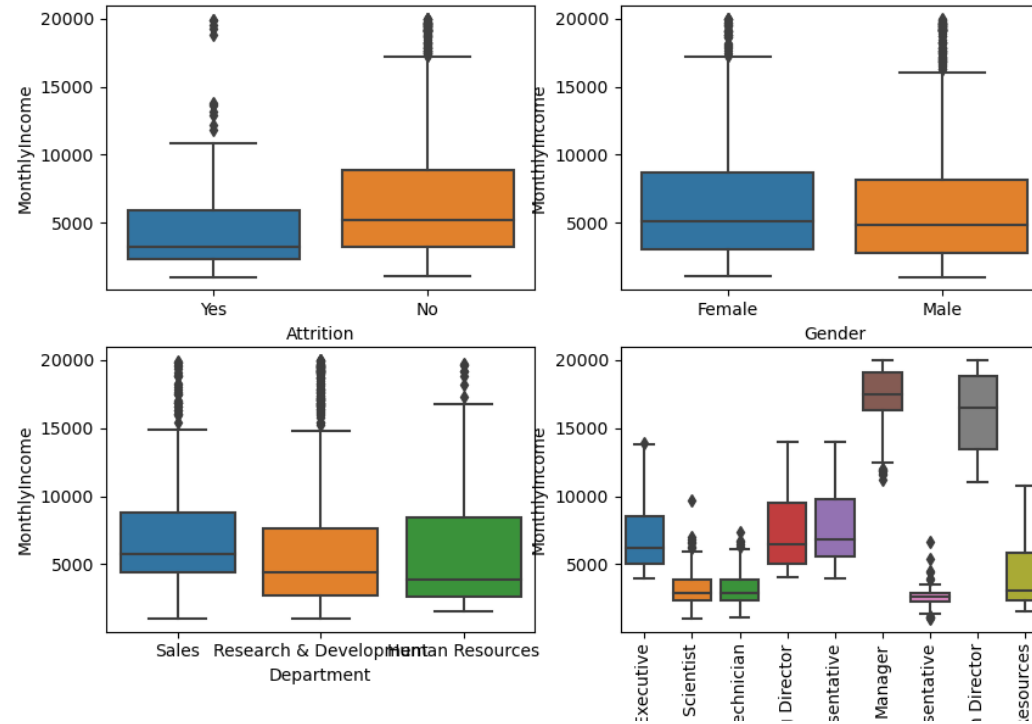 20000
15000
10000
5000
MonthlyIncome
Yes
No
Attrition
20000
15000
10000
5000
MonthlyIncome
Female
Male
Gender
20000
15000
10000
5000
MonthlyIncome
Sales
Research & Development
Human Resources
Department
20000
15000
10000
5000
MonthlyIncome
Executive
Scientist
echnician
Director
sentative
Manager
sentative
Director
esources